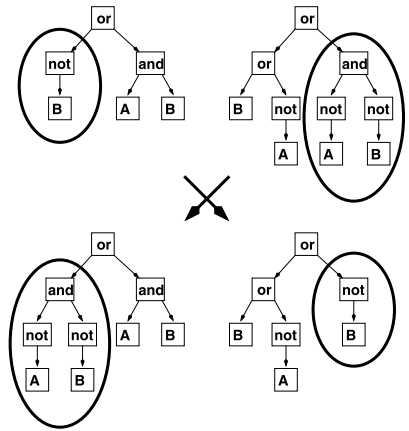 or or
not and or and
B A B B not not not
A A B
or or
and and or not
not not A B B not B
A B A